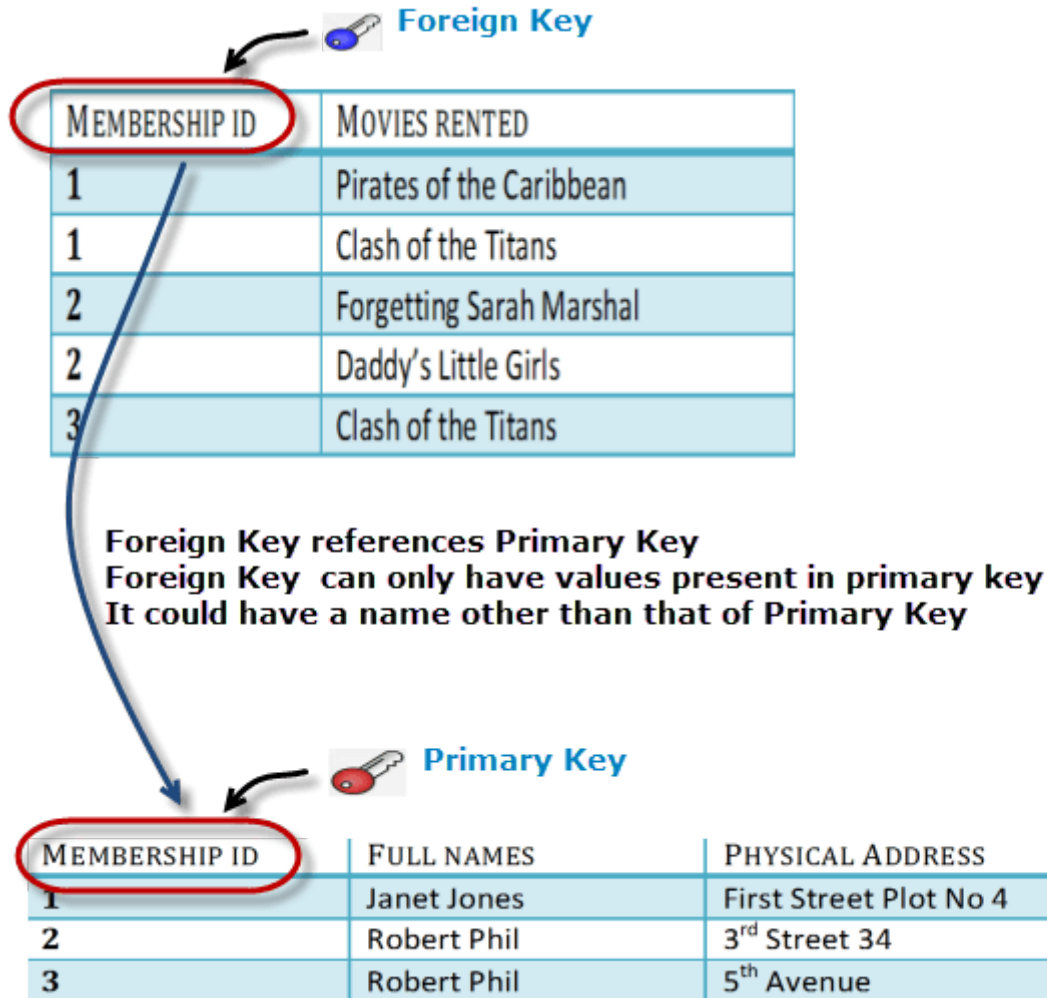 Foreign Key
MEMBERSHIP ID MOVIES RENTED
1 Pirates of the Caribbean
1 Clash of the Titans
2 Forgetting Sarah Marshal
2 Daddy's Little Girls
3 Clash of the Titans
Foreign Key references Primary Key
Foreign Key can only have values present in primary key
It could have a name other than that of Primary Key
Primary Key
MEMBERSHIP ID FULL NAMES PHYSICAL ADDRESS
1 Janet Jones First Street Plot No 4
2 Robert Phil 3rd Street 34
3 Robert Phil 5th Avenue